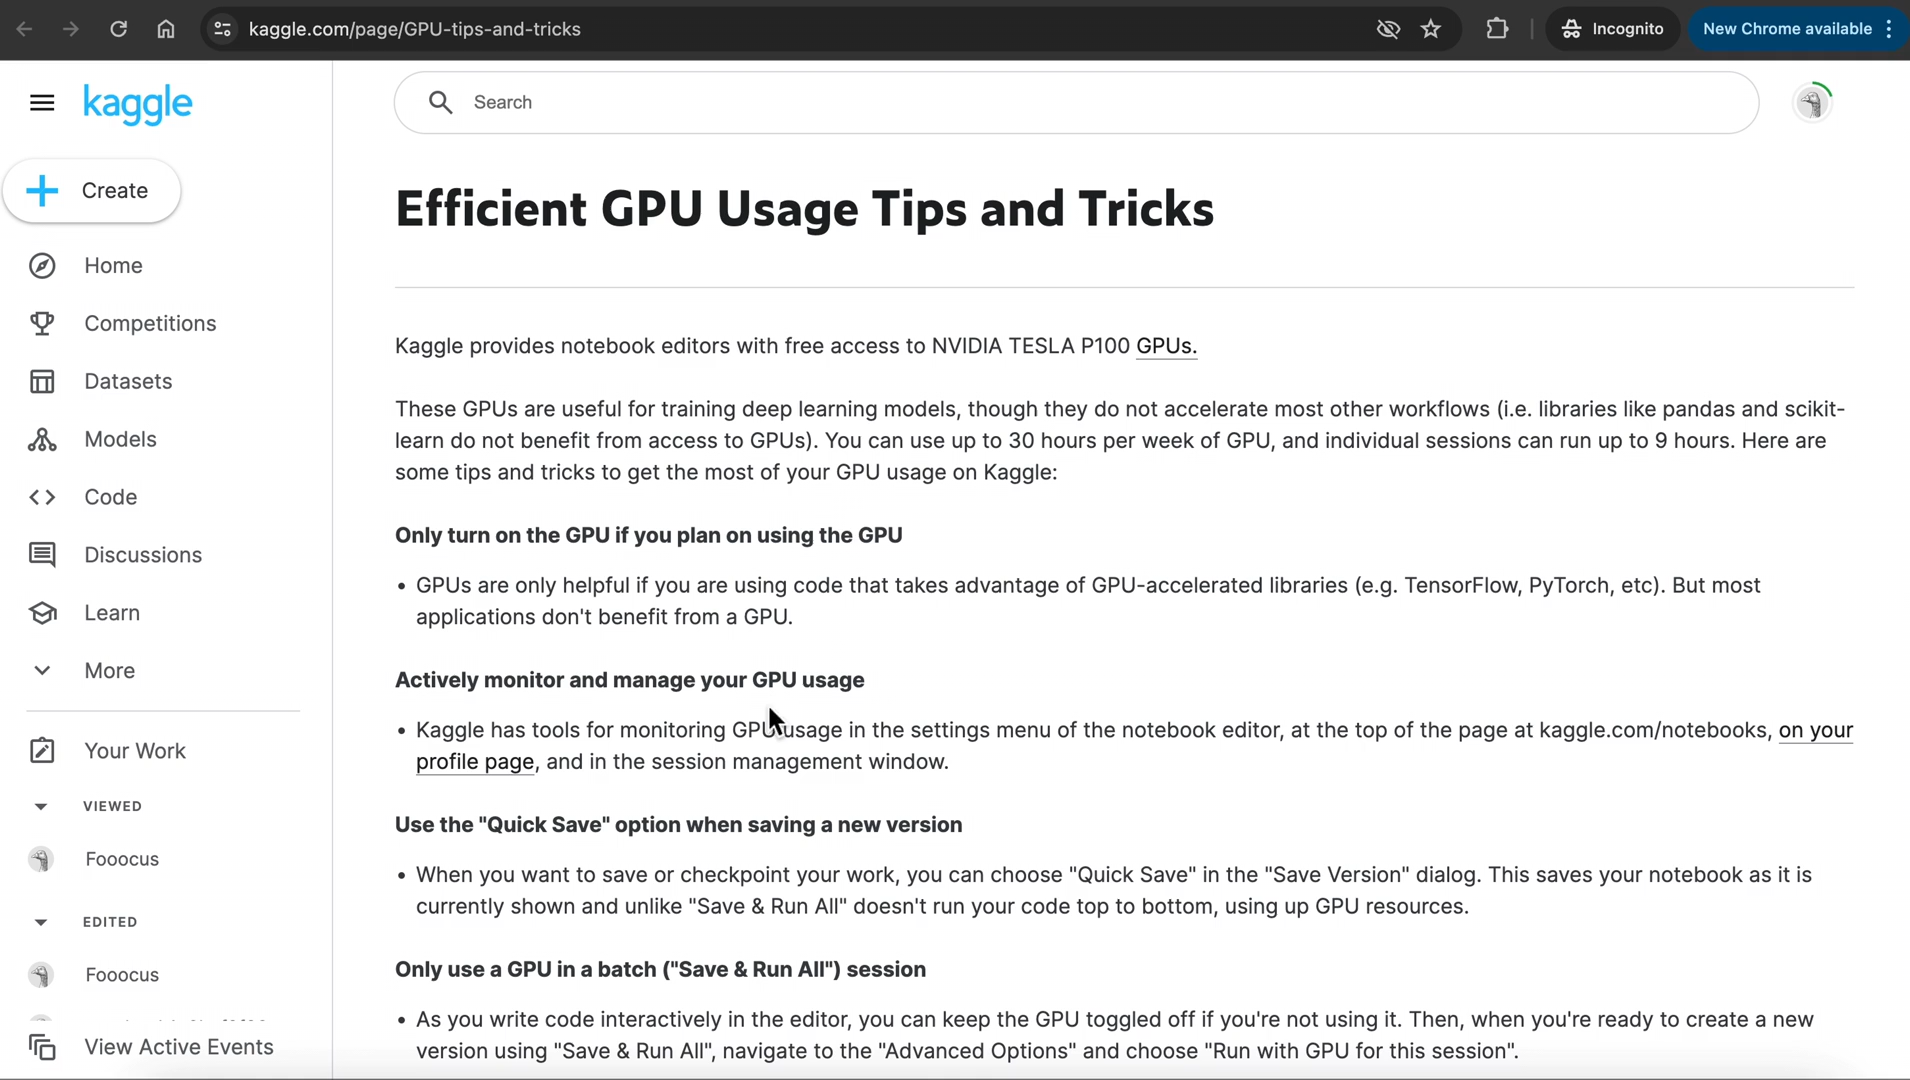 kaggle.com/page/GPU-tips-and-tricks
Incognito
New Chrome available
kaggle
Search
Create
Home
Competitions
Datasets
Models
Code
Discussions
Learn
More
Your Work
VIEWED
Fooocus
EDITED
Fooocus
View Active Events
Efficient GPU Usage Tips and Tricks
Kaggle provides notebook editors with free access to NVIDIA TESLA P100 GPUs.
These GPUs are useful for training deep learning models, though they do not accelerate most other workflows (i.e. libraries like pandas and scikit-
learn do not benefit from access to GPUs). You can use up to 30 hours per week of GPU, and individual sessions can run up to 9 hours. Here are
some tips and tricks to get the most of your GPU usage on Kaggle:
Only turn on the GPU if you plan on using the GPU
• GPUs are only helpful if you are using code that takes advantage of GPU-accelerated libraries (e.g. TensorFlow, PyTorch, etc). But most
applications don't benefit from a GPU.
Actively monitor and manage your GPU usage
• Kaggle has tools for monitoring GPU usage in the settings menu of the notebook editor, at the top of the page at kaggle.com/notebooks, on your
profile page, and in the session management window.
Use the "Quick Save" option when saving a new version
• When you want to save or checkpoint your work, you can choose "Quick Save" in the "Save Version" dialog. This saves your notebook as it is
currently shown and unlike "Save & Run All" doesn't run your code top to bottom, using up GPU resources.
Only use a GPU in a batch ("Save & Run All") session
• As you write code interactively in the editor, you can keep the GPU toggled off if you're not using it. Then, when you're ready to create a new
version using "Save & Run All", navigate to the "Advanced Options" and choose "Run with GPU for this session".